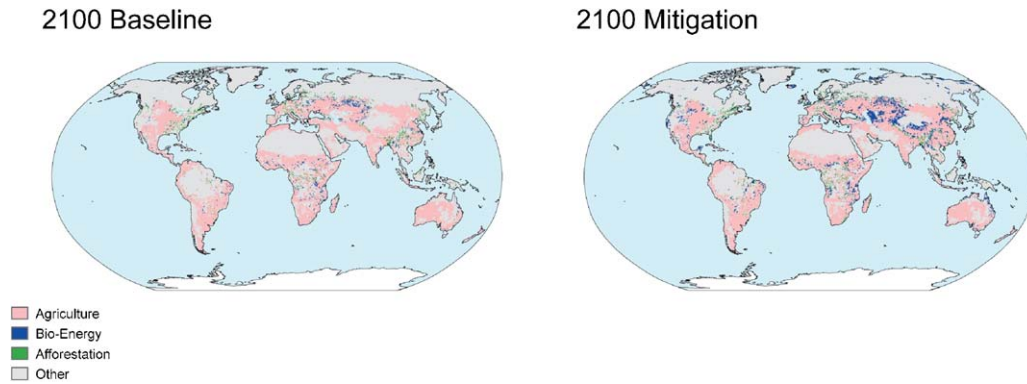 2100 Baseline
2100 Mitigation
Agriculture
Bio-Energy
Afforestation
Other